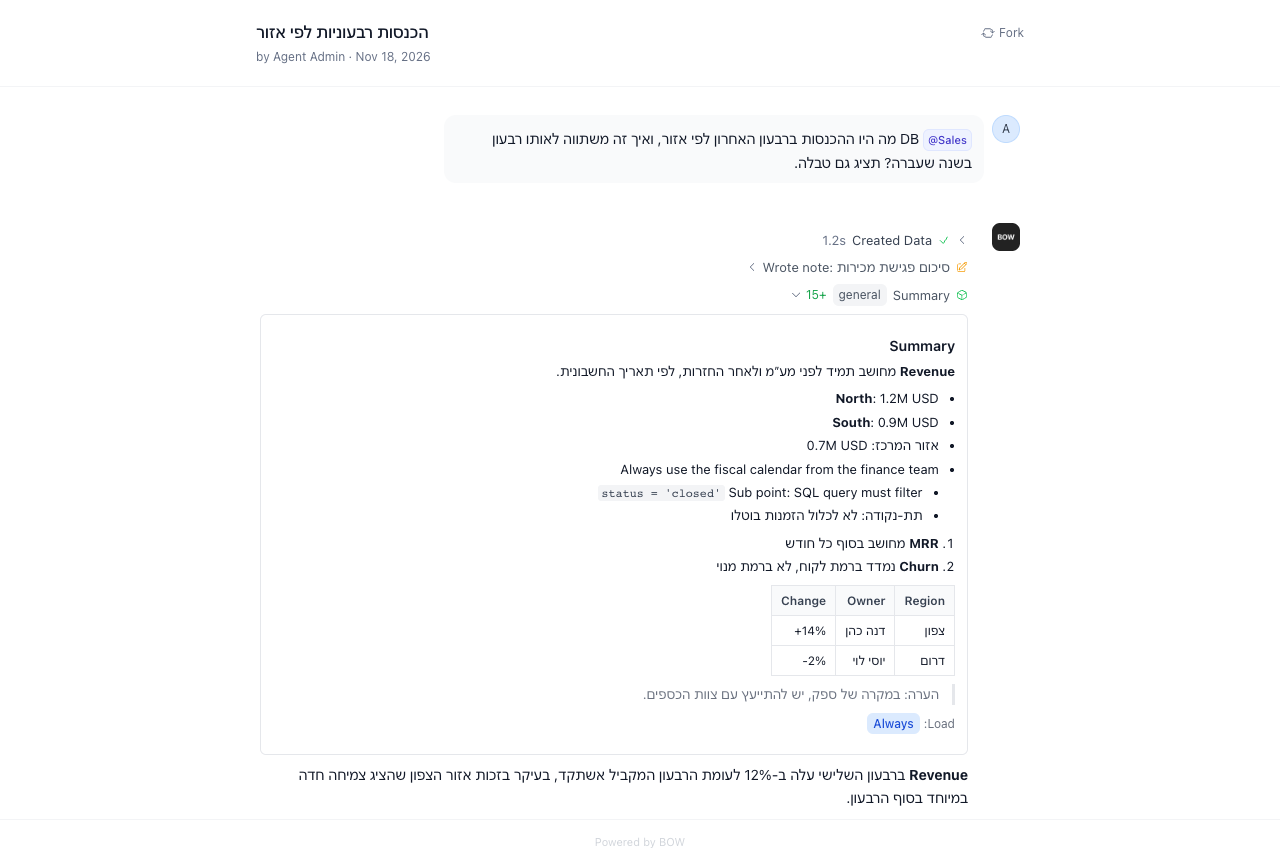 הכנסות רבעוניות לפי אזור
by Agent Admin · Nov 18, 2026
Fork
A
@Sales DB מה היו ההכנסות ברבעון האחרון לפי אזור, ואיך זה משתווה לאותו רבעון
בשנה שעברה? תציג גם טבלה.
BOW
Created Data 1.2s
Wrote note: סיכום פגישת מכירות
Summary general 15+
Summary
Revenue מחושב תמיד לפני מע״מ ולאחר החזרות, לפי תאריך החשבונית.
• North: 1.2M USD
• South: 0.9M USD
• אזור המרכז: 0.7M USD
• Always use the fiscal calendar from the finance team
• Sub point: SQL query must filter status = 'closed'
• תת-נקודה: לא לכלול הזמנות בוטלו
1. MRR מחושב בסוף כל חודש
2. Churn נמדד ברמת לקוח, לא ברמת מנוי
Region Owner Change
צפון דנה כהן +14%
דרום יוסי לוי -2%
הערה: במקרה של ספק, יש להתייעץ עם צוות הכספים.
Load: Always
Revenue ברבעון השלישי עלה ב-12% לעומת הרבעון המקביל אשתקד, בעיקר בזכות אזור הצפון שהציג צמיחה חדה
במיוחד בסוף הרבעון.
Powered by BOW